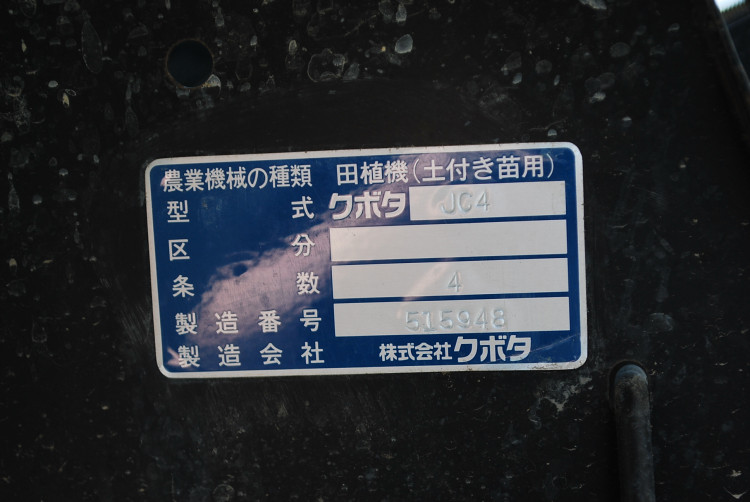 農業機械の種類 田植機(土付き苗用)
型式 クボタ JC4
区分
条数 4
製造番号 515948
製造会社 株式会社クボタ